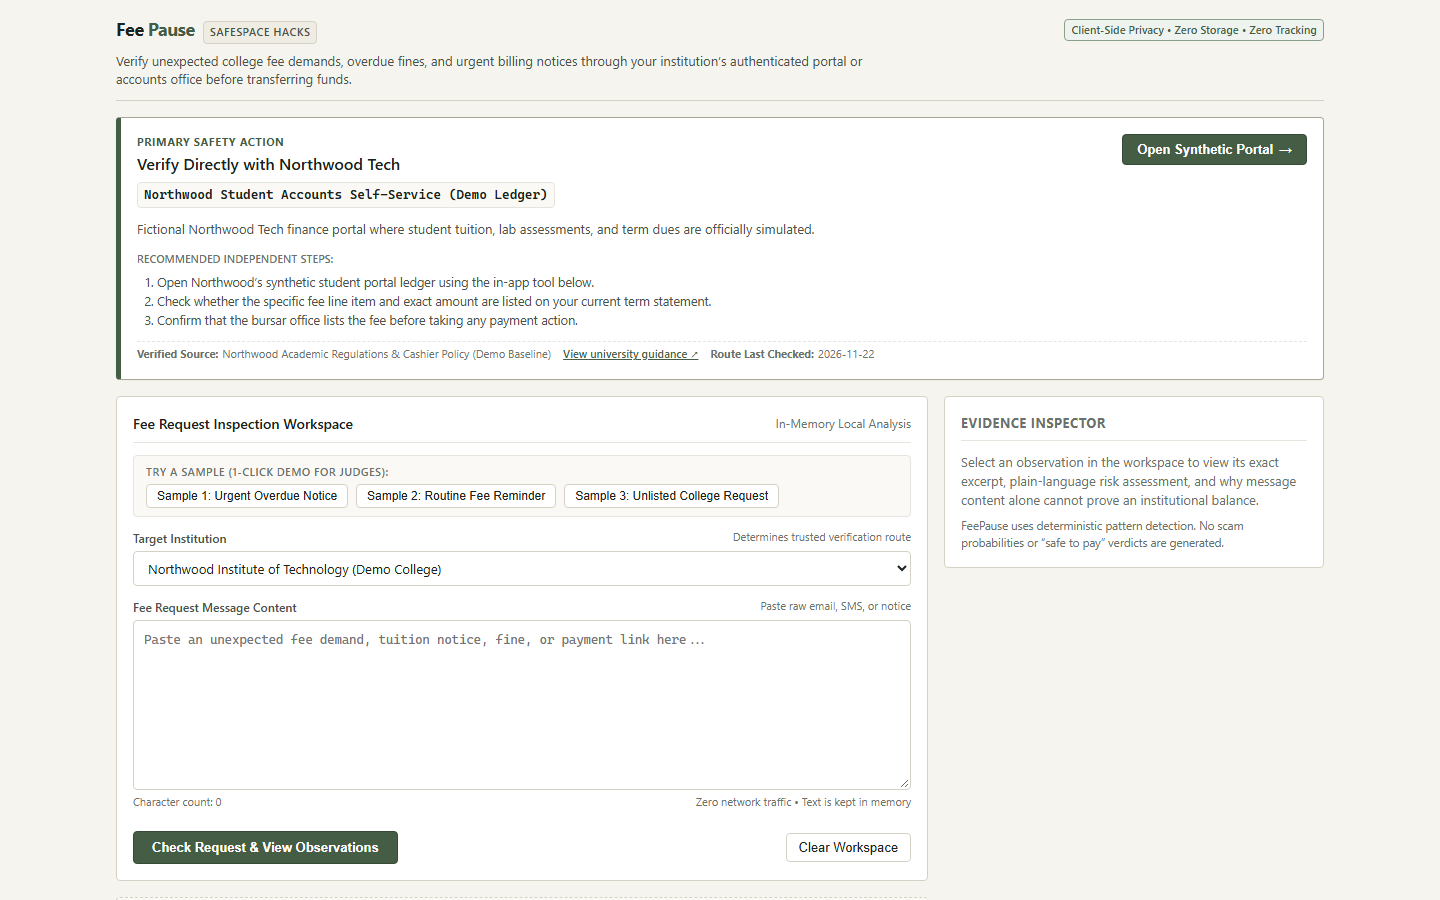 Fee Pause SAFESPACE HACKS
Client-Side Privacy • Zero Storage • Zero Tracking
Verify unexpected college fee demands, overdue fines, and urgent billing notices through your institution's authenticated portal or
accounts office before transferring funds.
PRIMARY SAFETY ACTION
Verify Directly with Northwood Tech
Open Synthetic Portal →
Northwood Student Accounts Self-Service (Demo Ledger)
Fictional Northwood Tech finance portal where student tuition, lab assessments, and term dues are officially simulated.
RECOMMENDED INDEPENDENT STEPS:
1. Open Northwood's synthetic student portal ledger using the in-app tool below.
2. Check whether the specific fee line item and exact amount are listed on your current term statement.
3. Confirm that the bursar office lists the fee before taking any payment action.
Verified Source: Northwood Academic Regulations & Cashier Policy (Demo Baseline) View university guidance ↗ Route Last Checked: 2026-11-22
Fee Request Inspection Workspace
In-Memory Local Analysis
TRY A SAMPLE (1-CLICK DEMO FOR JUDGES):
Sample 1: Urgent Overdue Notice
Sample 2: Routine Fee Reminder
Sample 3: Unlisted College Request
Target Institution
Determines trusted verification route
Northwood Institute of Technology (Demo College)
Fee Request Message Content
Paste raw email, SMS, or notice
Paste an unexpected fee demand, tuition notice, fine, or payment link here...
Character count: 0
Zero network traffic • Text is kept in memory
Check Request & View Observations
Clear Workspace
EVIDENCE INSPECTOR
Select an observation in the workspace to view its exact
excerpt, plain-language risk assessment, and why message
content alone cannot prove an institutional balance.
FeePause uses deterministic pattern detection. No scam
probabilities or “safe to pay” verdicts are generated.